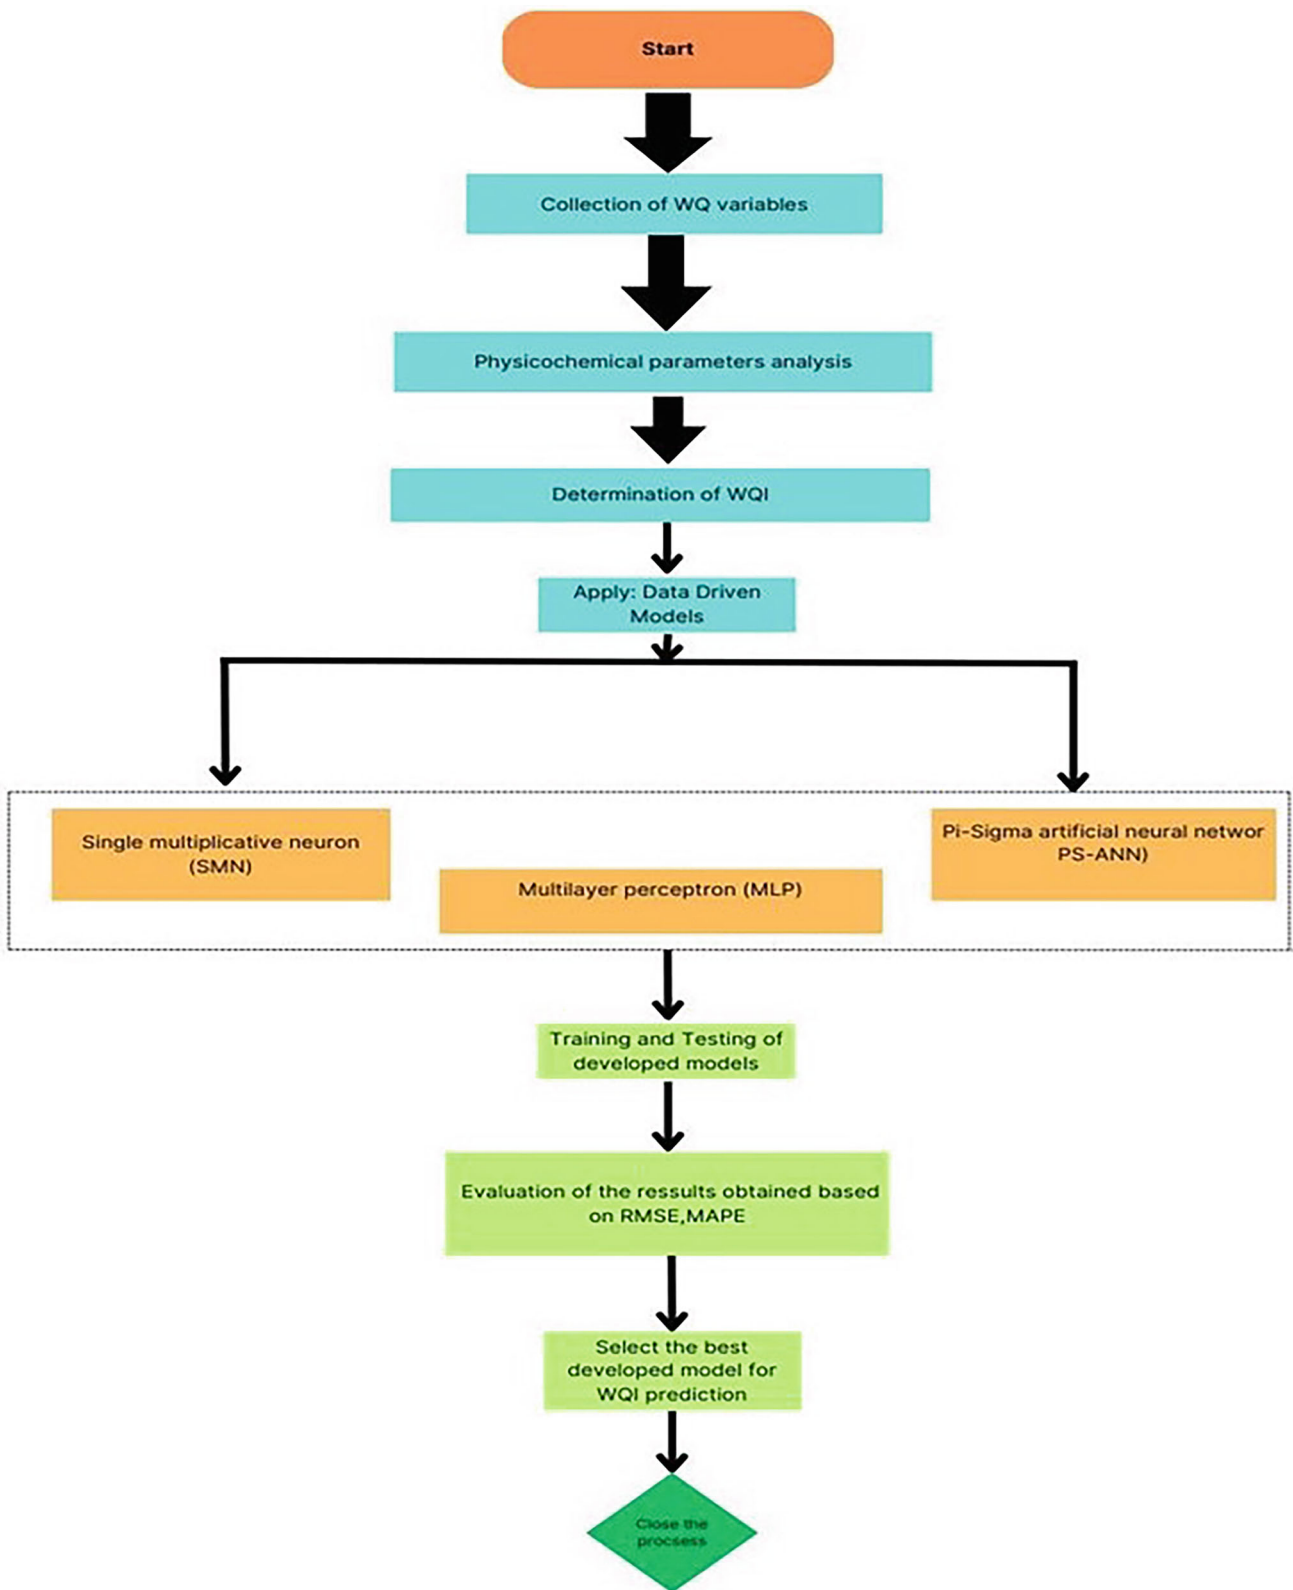 Start
Collection of WQ variables
Physicochemical parameters analysis
Determination of WQI
Apply: Data Driven
Models
Single multiplicative neuron
(SMN)
Multilayer perceptron (MLP)
Pi-Sigma artificial neural networ
PS-ANN)
Training and Testing of
developed models
Evaluation of the ressults obtained based
on RMSE,MAPE
Select the best
developed model for
WQI prediction
Close the
procsess